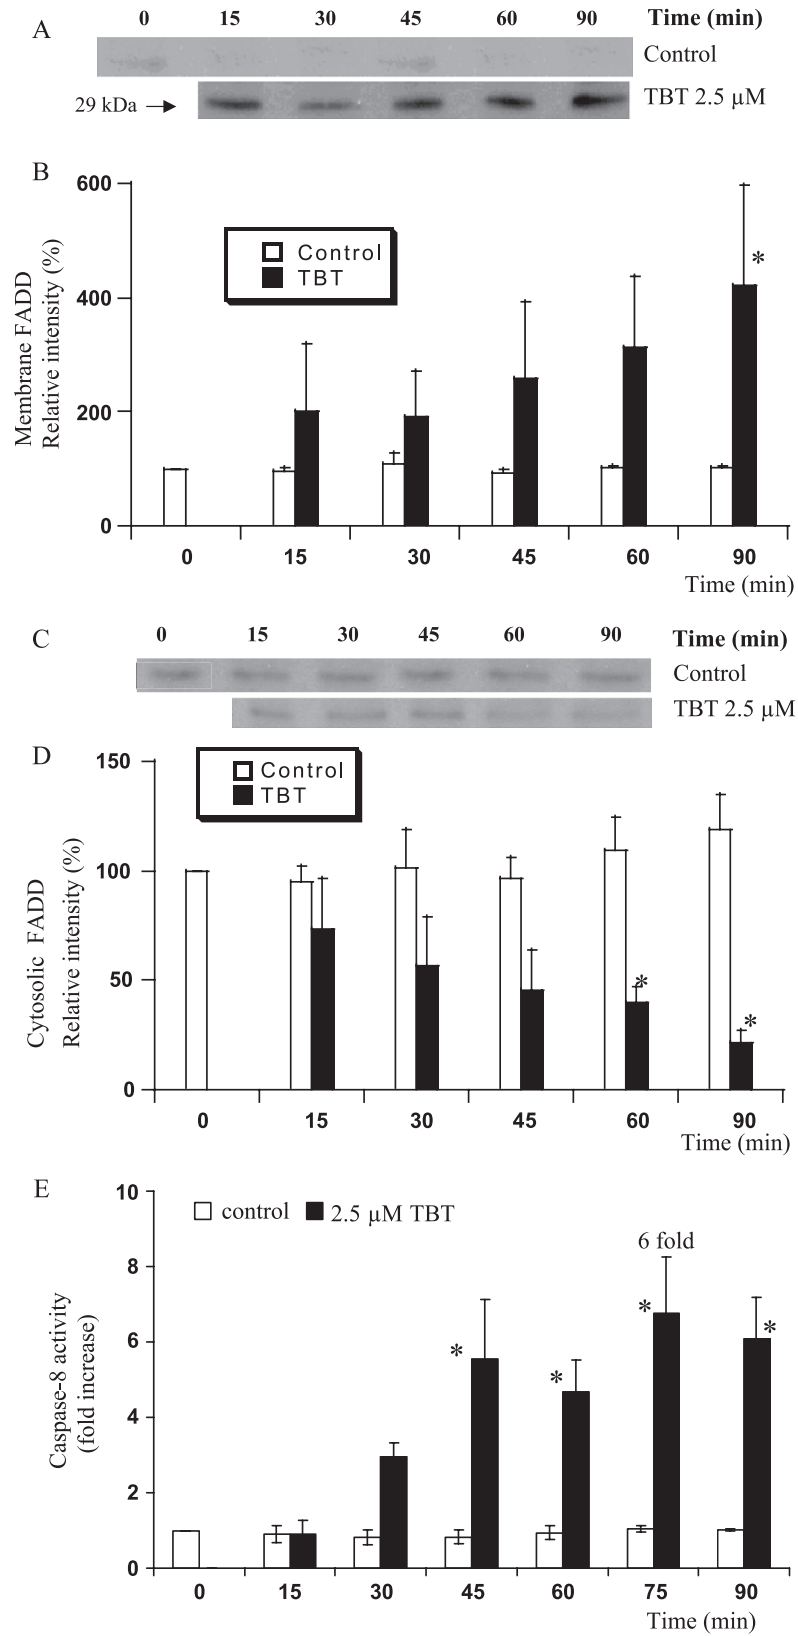 A
0 15 30 45 60 90 Time (min)
Control
29 kDa → TBT 2.5 µM
B
600
400
200
0
Membrane FADD
Relative intensity (%)
Control
TBT
*
0 15 30 45 60 90
Time (min)
C
0 15 30 45 60 90 Time (min)
Control
TBT 2.5 µM
D
150
100
50
0
Cytosolic FADD
Relative intensity (%)
Control
TBT
*
*
0 15 30 45 60 90
Time (min)
E
10
8
6
4
2
0
Caspase-8 activity
(fold increase)
control 2.5 µM TBT
6 fold
* * * *
0 15 30 45 60 75 90
Time (min)